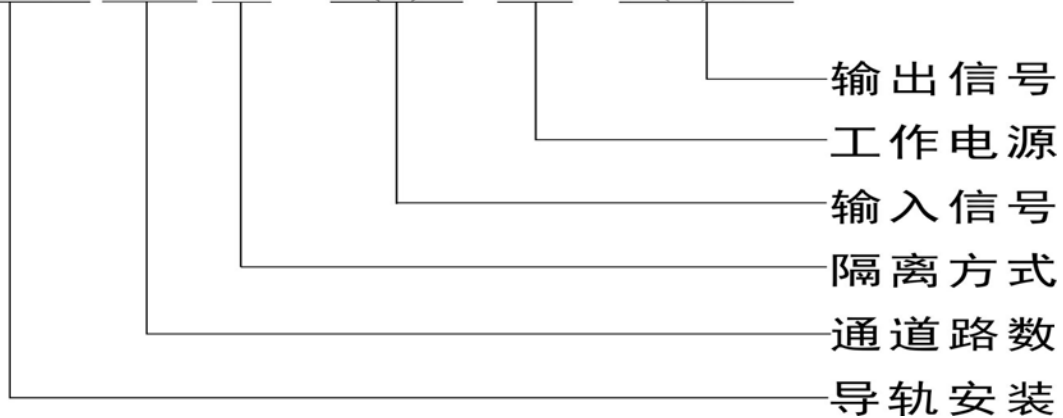 输出信号
工作电源
输入信号
隔离方式
通道路数
导轨安装